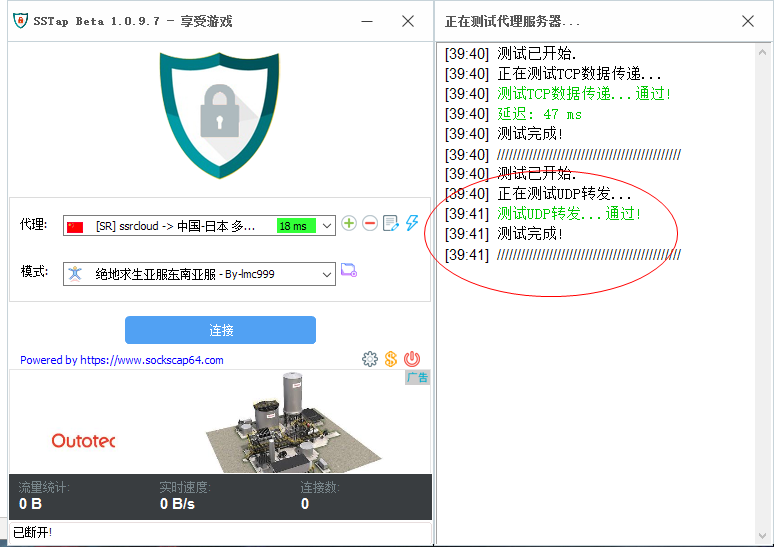 SSTap Beta 1.0.9.7 - 享受游戏
代理:
[SR] ssrcloud -> 中国-日本 多...
18 ms
模式:
绝地求生亚服东南亚服 - By-lmc999
连接
Powered by https://www.sockscap64.com
广告
Outotec
流量统计: 实时速度: 连接数:
0 B 0 B/s 0
已断开!
正在测试代理服务器...
[39:40] 测试已开始.
[39:40] 正在测试TCP数据传递...
[39:40] 测试TCP数据传递...通过!
[39:40] 延迟: 47 ms
[39:40] 测试完成!
[39:40] //////////////////////////////////////////////
[39:40] 测试已开始.
[39:40] 正在测试UDP转发...
[39:41] 测试UDP转发...通过!
[39:41] 测试完成!
[39:41] //////////////////////////////////////////////